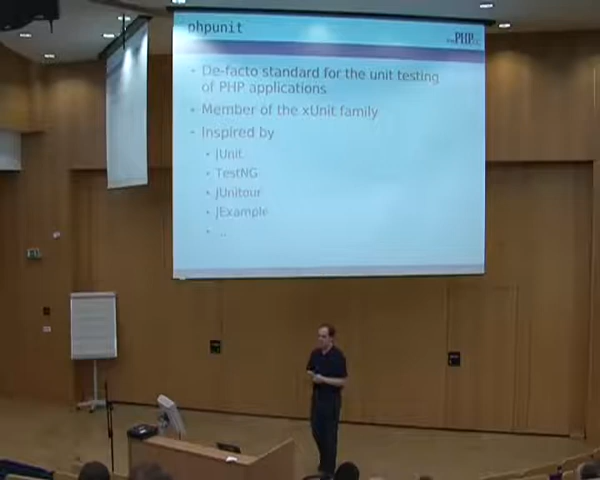 phpunit
- De-facto standard for the unit testing
of PHP applications
- Member of the xUnit family
- Inspired by
- JUnit
- TestNG
- JUnitour
- JExample
- ..